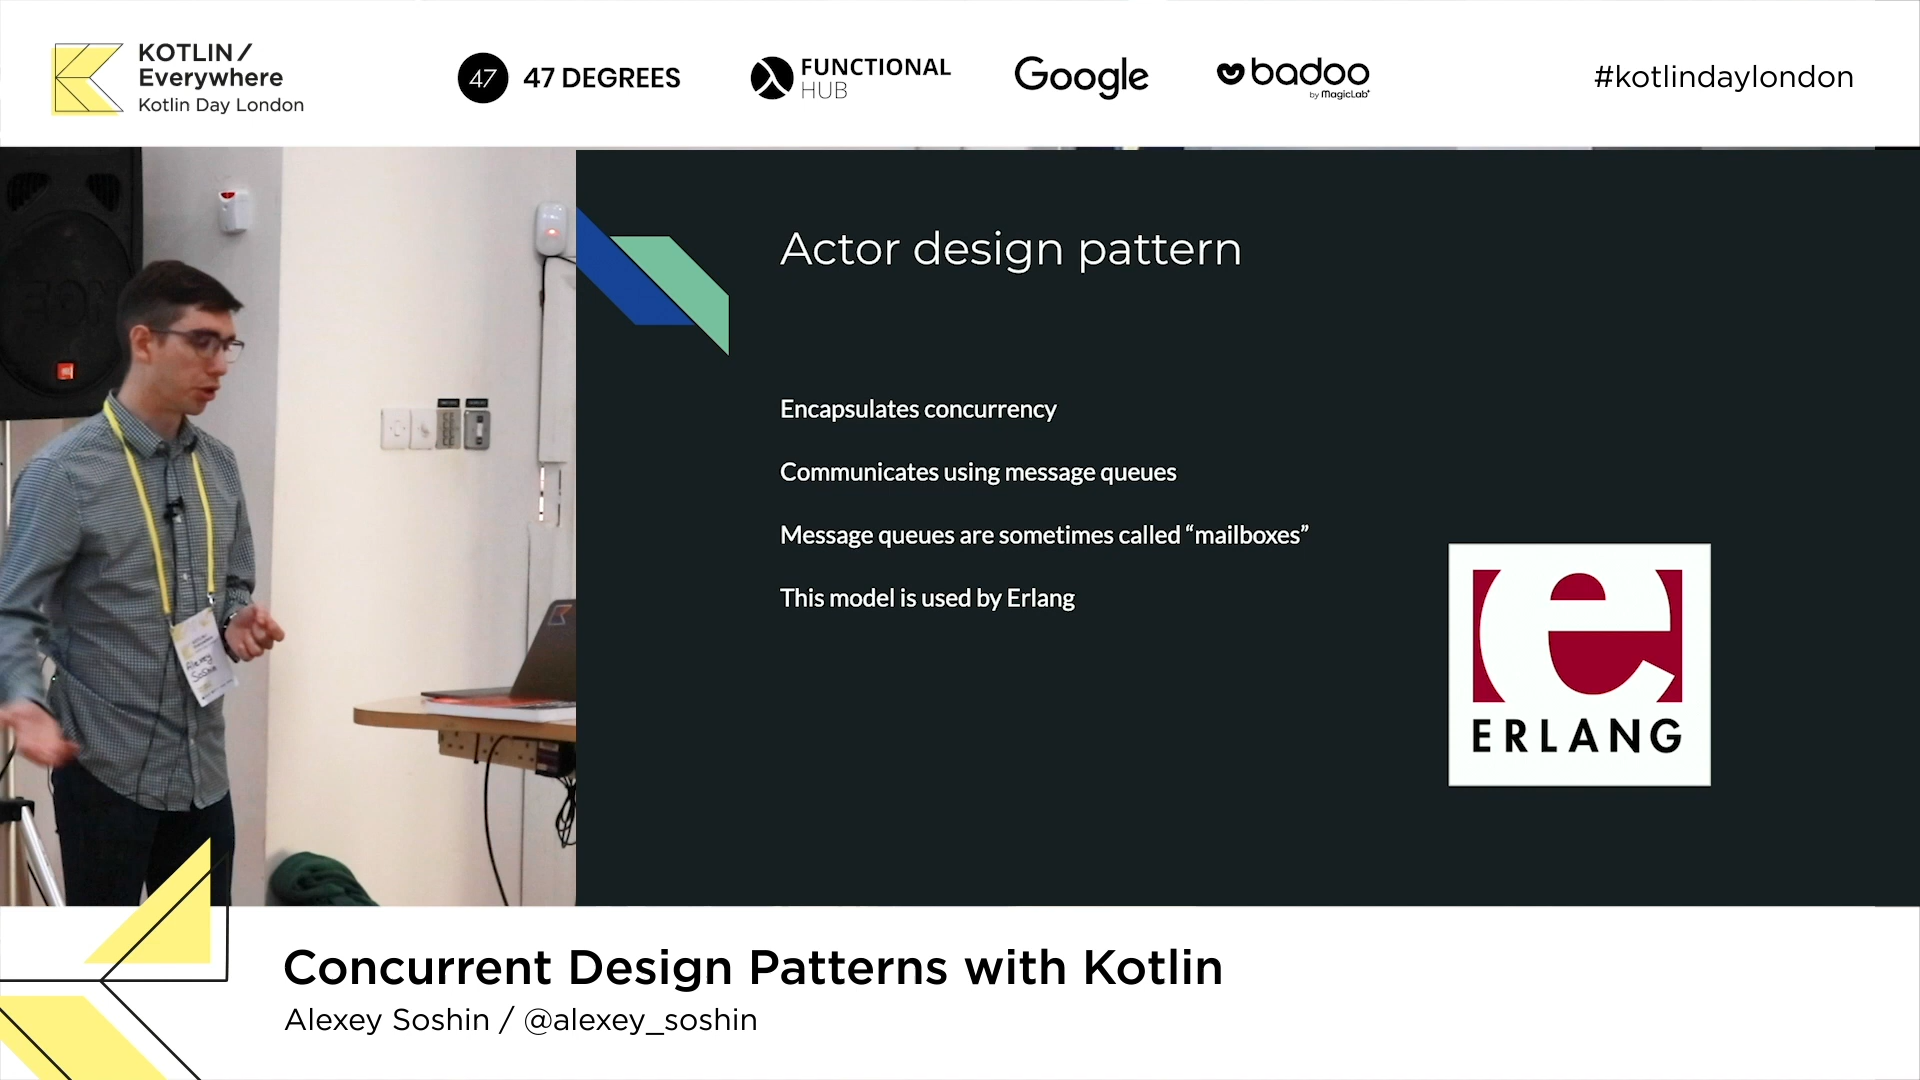 KOTLIN /
Everywhere
Kotlin Day London
47
47 DEGREES
FUNCTIONAL
HUB
Google
badoo
by MagicLab
#kotlindaylondon
Actor design pattern
Encapsulates concurrency
Communicates using message queues
Message queues are sometimes called “mailboxes”
This model is used by Erlang
e
ERLANG
Alexey
Soshin
Concurrent Design Patterns with Kotlin
Alexey Soshin / @alexey_soshin